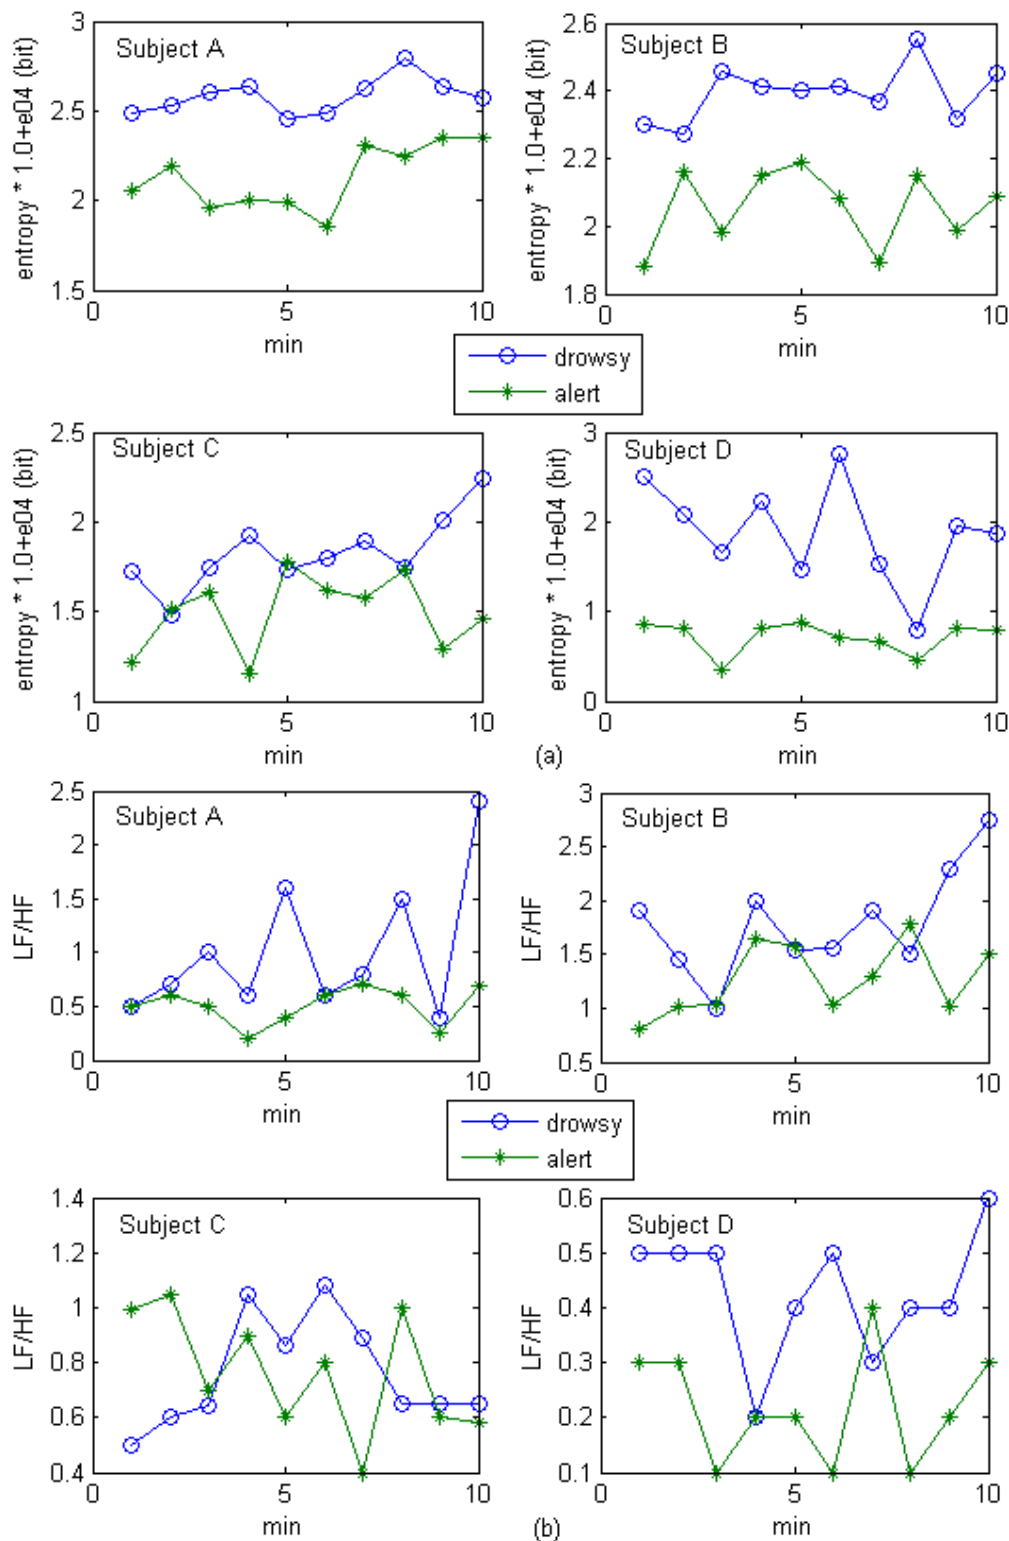 3
2.5
2
1.5
entropy * 1.0+e04 (bit)
Subject A
0
5
10
min
2.6
2.4
2.2
2
1.8
entropy * 1.0+e04 (bit)
Subject B
0
5
10
min
drowsy
alert
2.5
2
1.5
1
entropy * 1.0+e04 (bit)
Subject C
0
5
10
min
3
2
1
0
entropy * 1.0+e04 (bit)
Subject D
0
5
10
min
(a)
2.5
2
1.5
1
0.5
0
LF/HF
Subject A
0
5
10
min
3
2.5
2
1.5
1
0.5
LF/HF
Subject B
0
5
10
min
drowsy
alert
1.4
1.2
1
0.8
0.6
0.4
LF/HF
Subject C
0
5
10
min
0.6
0.5
0.4
0.3
0.2
0.1
LF/HF
Subject D
0
5
10
min
(b)